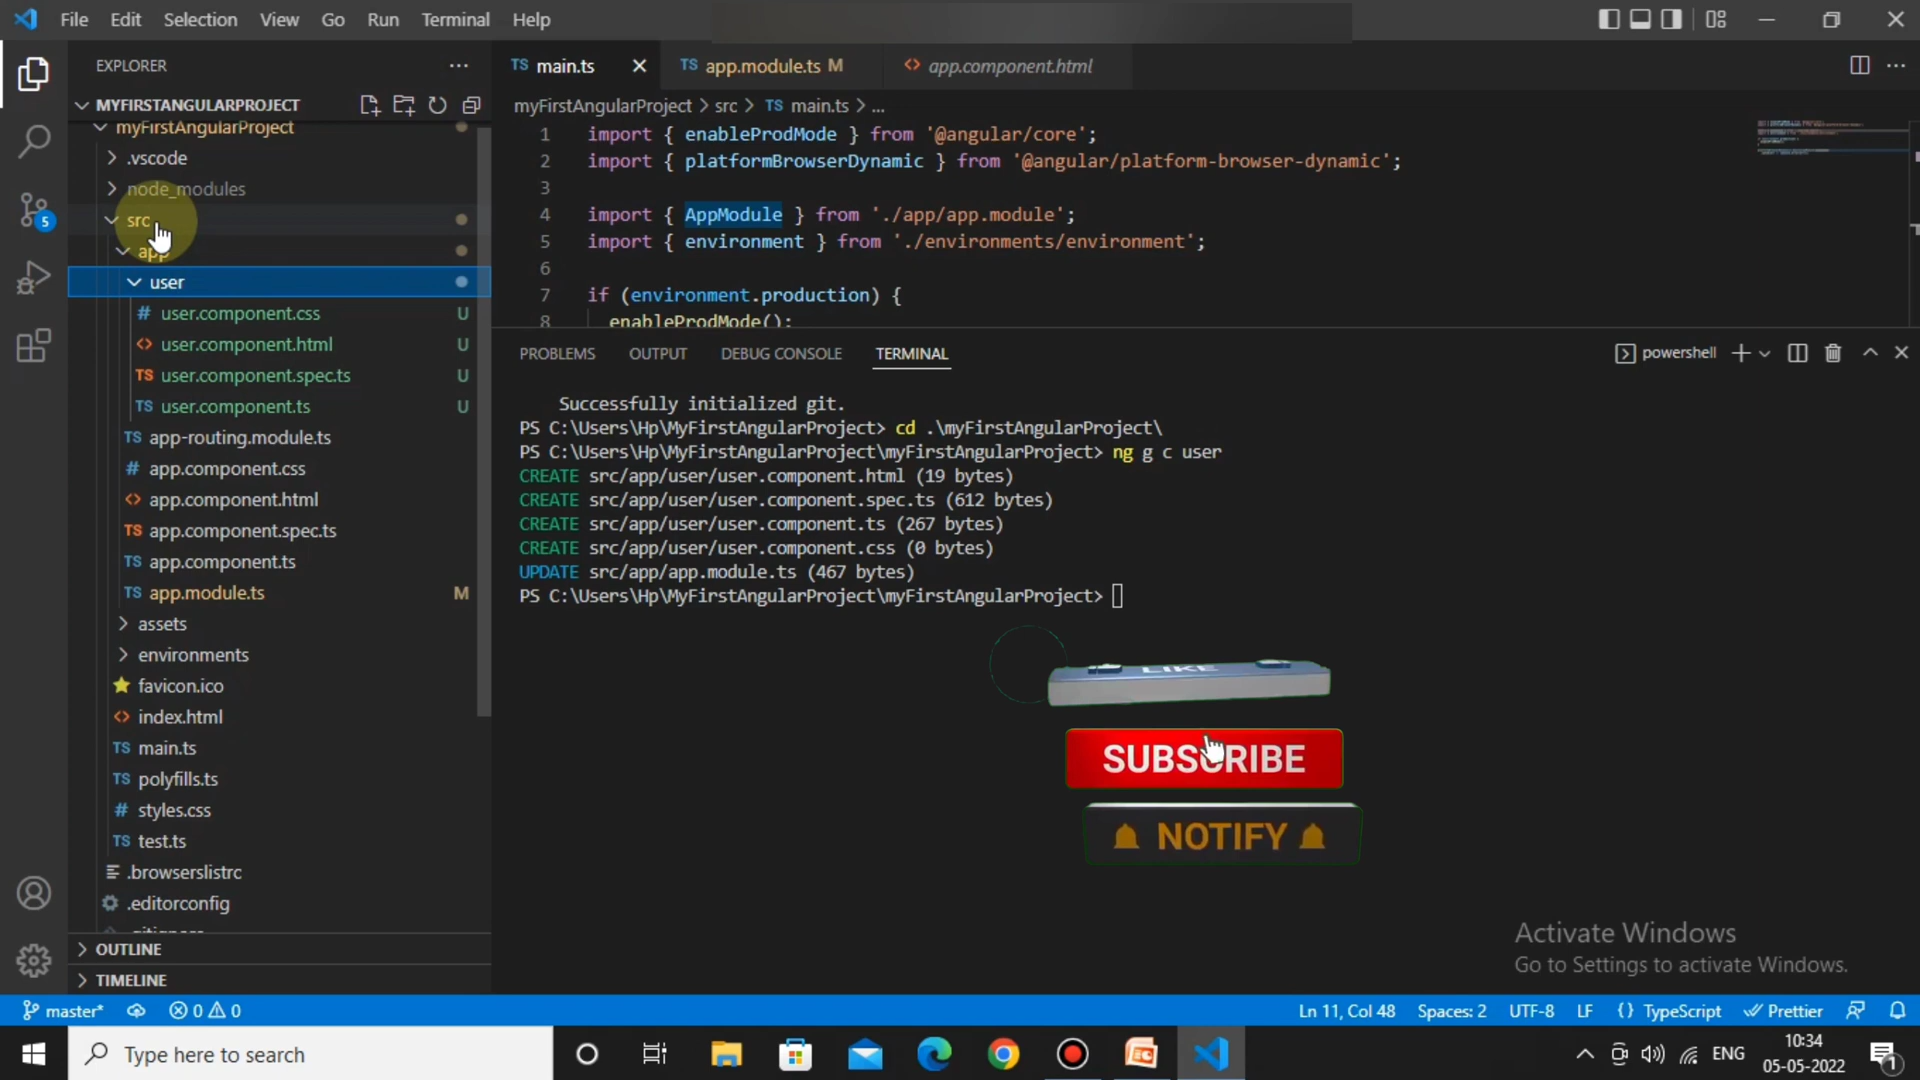 File Edit Selection View Go Run Terminal Help
EXPLORER
MYFIRSTANGULARPROJECT
myFirstAngularProject
.vscode
node_modules
src
app
user
user.component.css U
user.component.html U
user.component.spec.ts U
user.component.ts U
app-routing.module.ts
app.component.css
app.component.html
app.component.spec.ts
app.component.ts
app.module.ts M
assets
environments
favicon.ico
index.html
main.ts
polyfills.ts
styles.css
test.ts
.browserslistrc
.editorconfig
OUTLINE
TIMELINE
TS main.ts TS app.module.ts M app.component.html
myFirstAngularProject > src > TS main.ts > ...
1 import { enableProdMode } from '@angular/core';
2 import { platformBrowserDynamic } from '@angular/platform-browser-dynamic';
3
4 import { AppModule } from './app/app.module';
5 import { environment } from './environments/environment';
6
7 if (environment.production) {
8 enableProdMode();
PROBLEMS OUTPUT DEBUG CONSOLE TERMINAL powershell
Successfully initialized git.
PS C:\Users\Hp\MyFirstAngularProject> cd .\myFirstAngularProject\
PS C:\Users\Hp\MyFirstAngularProject\myFirstAngularProject> ng g c user
CREATE src/app/user/user.component.html (19 bytes)
CREATE src/app/user/user.component.spec.ts (612 bytes)
CREATE src/app/user/user.component.ts (267 bytes)
CREATE src/app/user/user.component.css (0 bytes)
UPDATE src/app/app.module.ts (467 bytes)
PS C:\Users\Hp\MyFirstAngularProject\myFirstAngularProject>
LIKE
SUBSCRIBE
NOTIFY
Activate Windows
Go to Settings to activate Windows.
master* 0 0 Ln 11, Col 48 Spaces: 2 UTF-8 LF {} TypeScript Prettier
Type here to search
ENG
10:34
05-05-2022
1
5